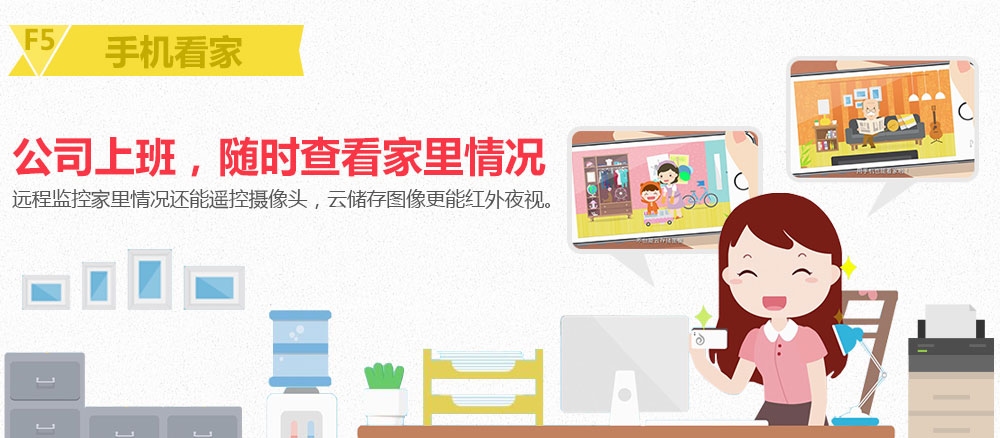 F5
手机看家
公司上班，随时查看家里情况
远程监控家里情况还能遥控摄像头，云储存图像更能红外夜视。